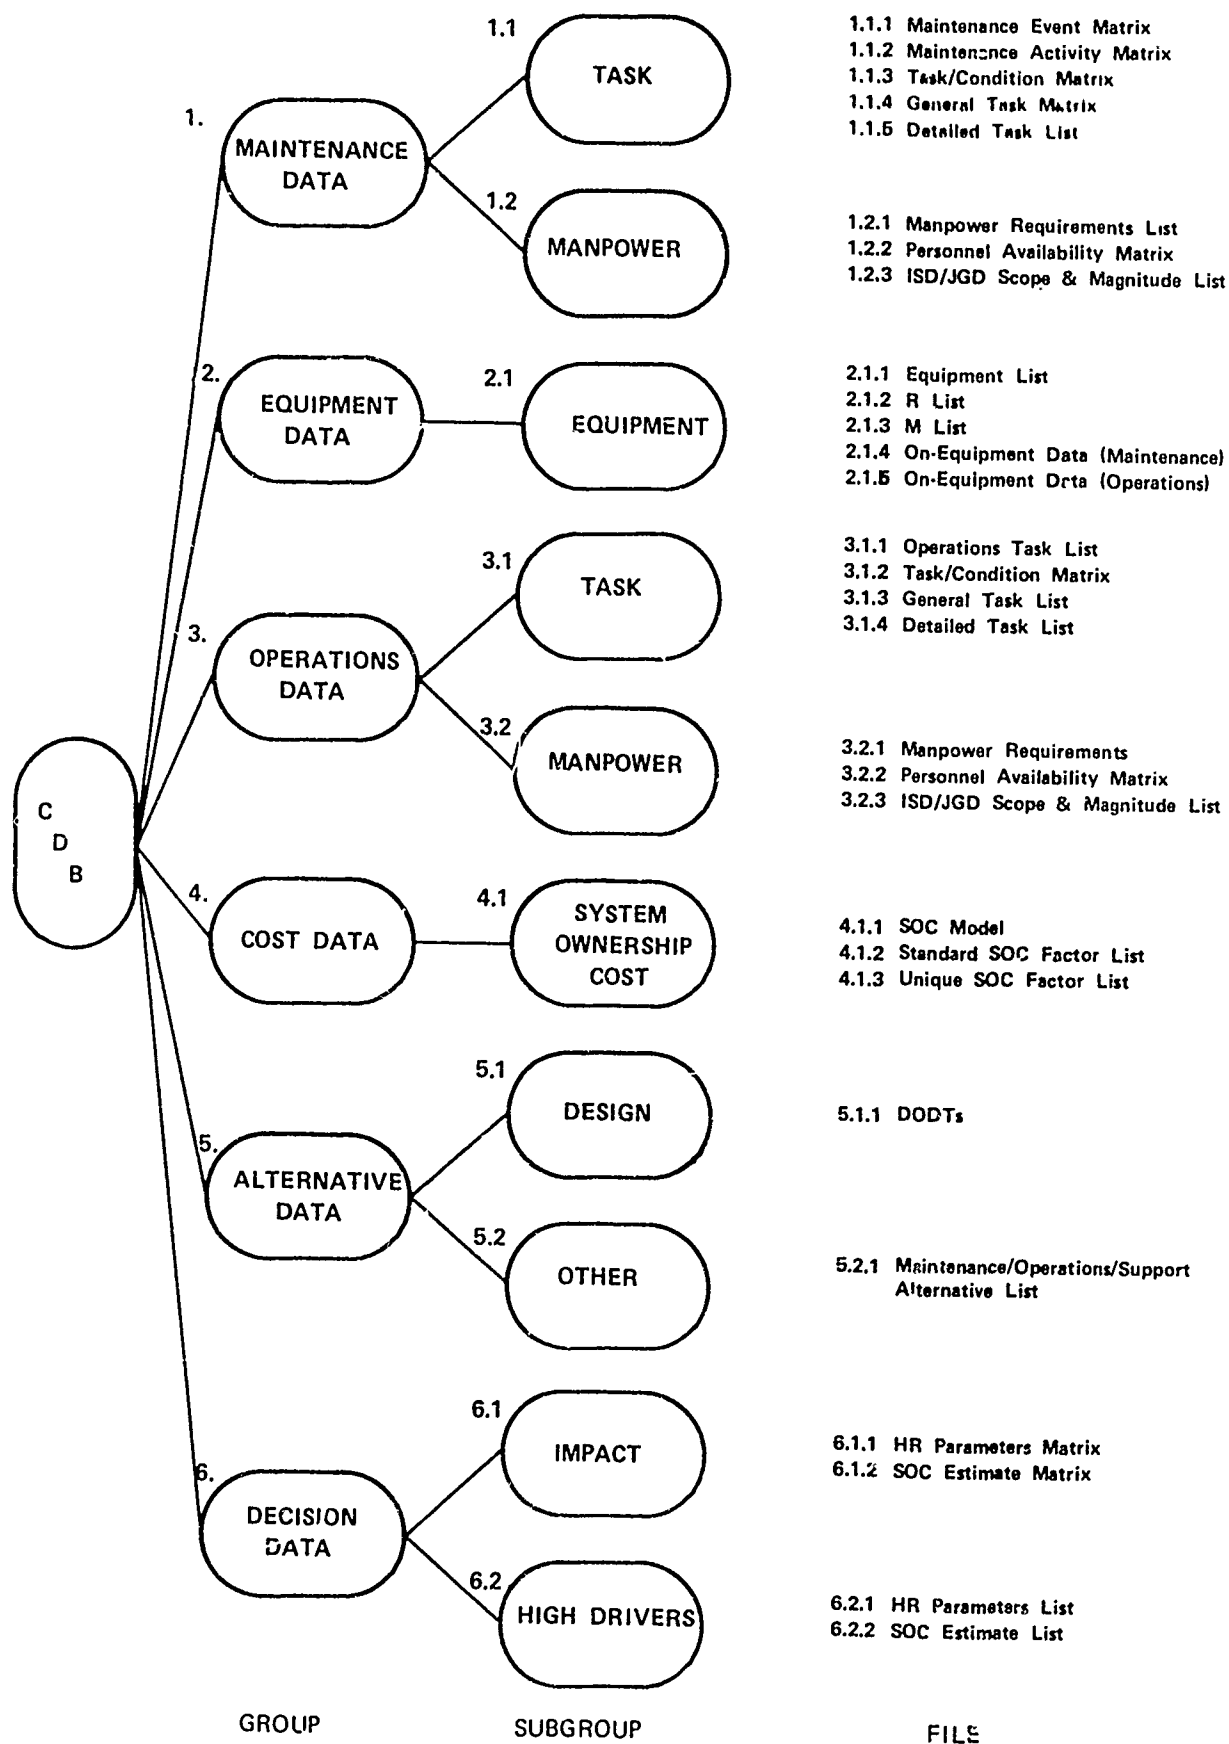 1.1
TASK
1.1.1 Maintenance Event Matrix
1.1.2 Maintenance Activity Matrix
1.1.3 Task/Condition Matrix
1.1.4 General Task Matrix
1.1.5 Detailed Task List
1.
MAINTENANCE
DATA
1.2
MANPOWER
1.2.1 Manpower Requirements List
1.2.2 Personnel Availability Matrix
1.2.3 ISD/JGD Scope & Magnitude List
2.
EQUIPMENT
DATA
2.1
EQUIPMENT
2.1.1 Equipment List
2.1.2 R List
2.1.3 M List
2.1.4 On-Equipment Data (Maintenance)
2.1.5 On-Equipment Data (Operations)
3.1
TASK
3.1.1 Operations Task List
3.1.2 Task/Condition Matrix
3.1.3 General Task List
3.1.4 Detailed Task List
3.
OPERATIONS
DATA
3.2
MANPOWER
3.2.1 Manpower Requirements
3.2.2 Personnel Availability Matrix
3.2.3 ISD/JGD Scope & Magnitude List
C
D
B
4.
COST DATA
4.1
SYSTEM
OWNERSHIP
COST
4.1.1 SOC Model
4.1.2 Standard SOC Factor List
4.1.3 Unique SOC Factor List
5.1
DESIGN
5.1.1 DODTs
5.
ALTERNATIVE
DATA
5.2
OTHER
5.2.1 Maintenance/Operations/Support
Alternative List
6.1
IMPACT
6.1.1 HR Parameters Matrix
6.1.2 SOC Estimate Matrix
6.
DECISION
DATA
6.2
HIGH DRIVERS
6.2.1 HR Parameters List
6.2.2 SOC Estimate List
GROUP
SUBGROUP
FILE